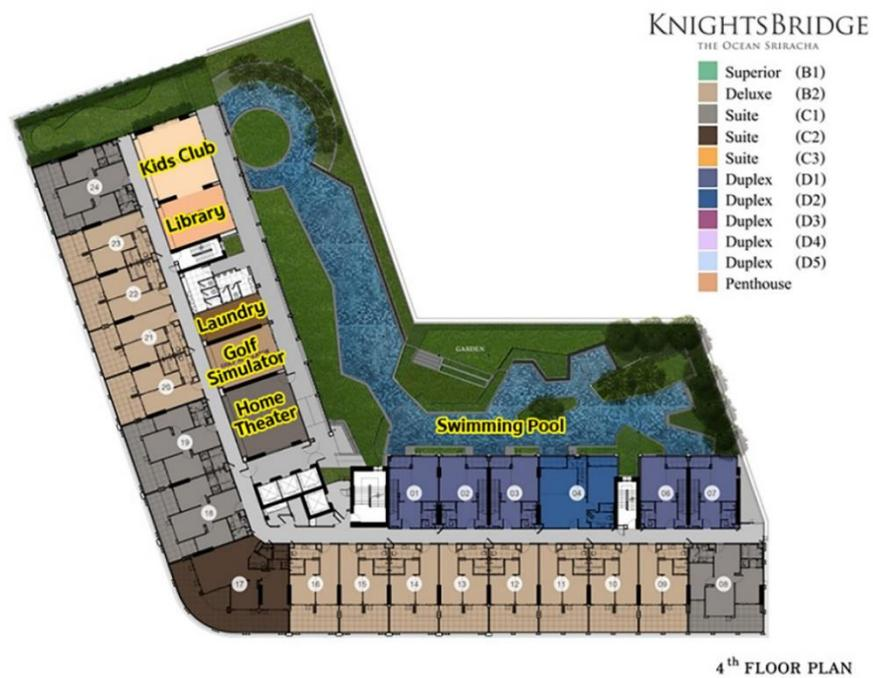 KNIGHTSBRIDGE
THE OCEAN SRIRACHA
Superior (B1)
Deluxe (B2)
Suite (C1)
Suite (C2)
Suite (C3)
Duplex (D1)
Duplex (D2)
Duplex (D3)
Duplex (D4)
Duplex (D5)
Penthouse
Kids Club
24
Library
23
22
Laundry
21
Golf
Simulator
GARDEN
20
Home
Theater
Swimming Pool
19
18
01
02
03
04
06
07
17
16
15
14
13
12
11
10
09
08
4th FLOOR PLAN